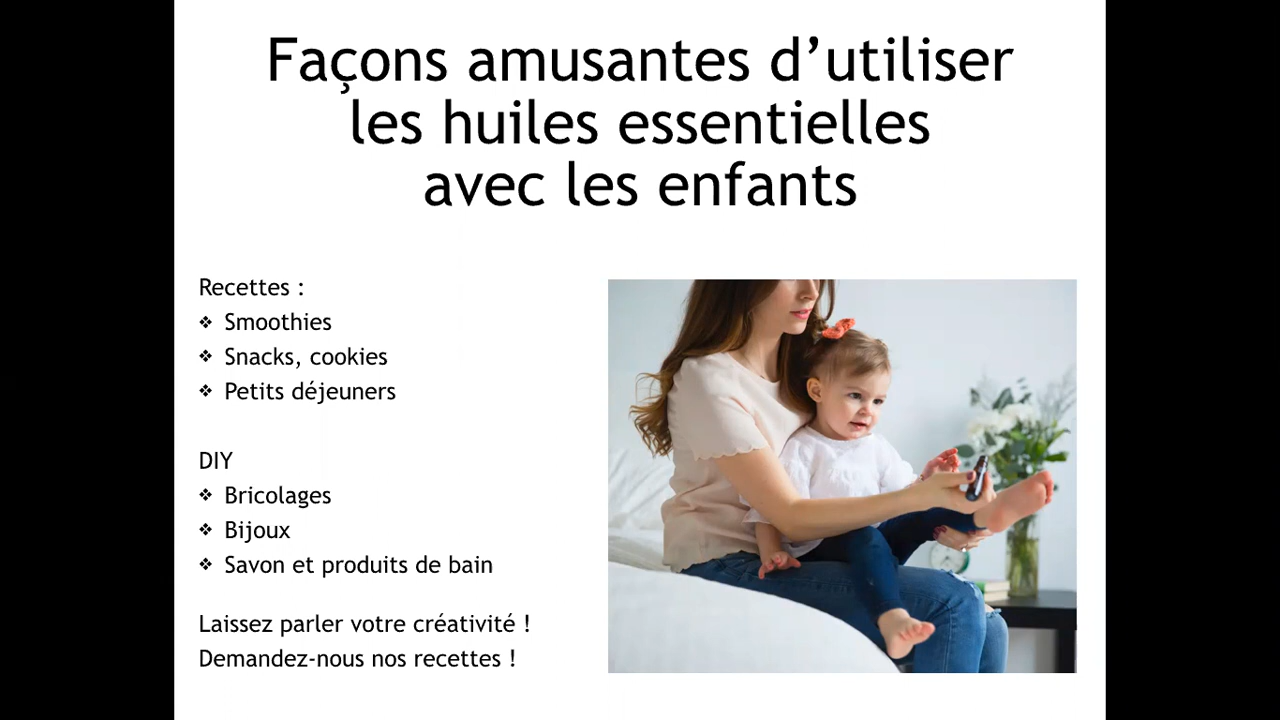 Façons amusantes d’utiliser
les huiles essentielles
avec les enfants
Recettes :
❖ Smoothies
❖ Snacks, cookies
❖ Petits déjeuners
DIY
❖ Bricolages
❖ Bijoux
❖ Savon et produits de bain
Laissez parler votre créativité !
Demandez-nous nos recettes !